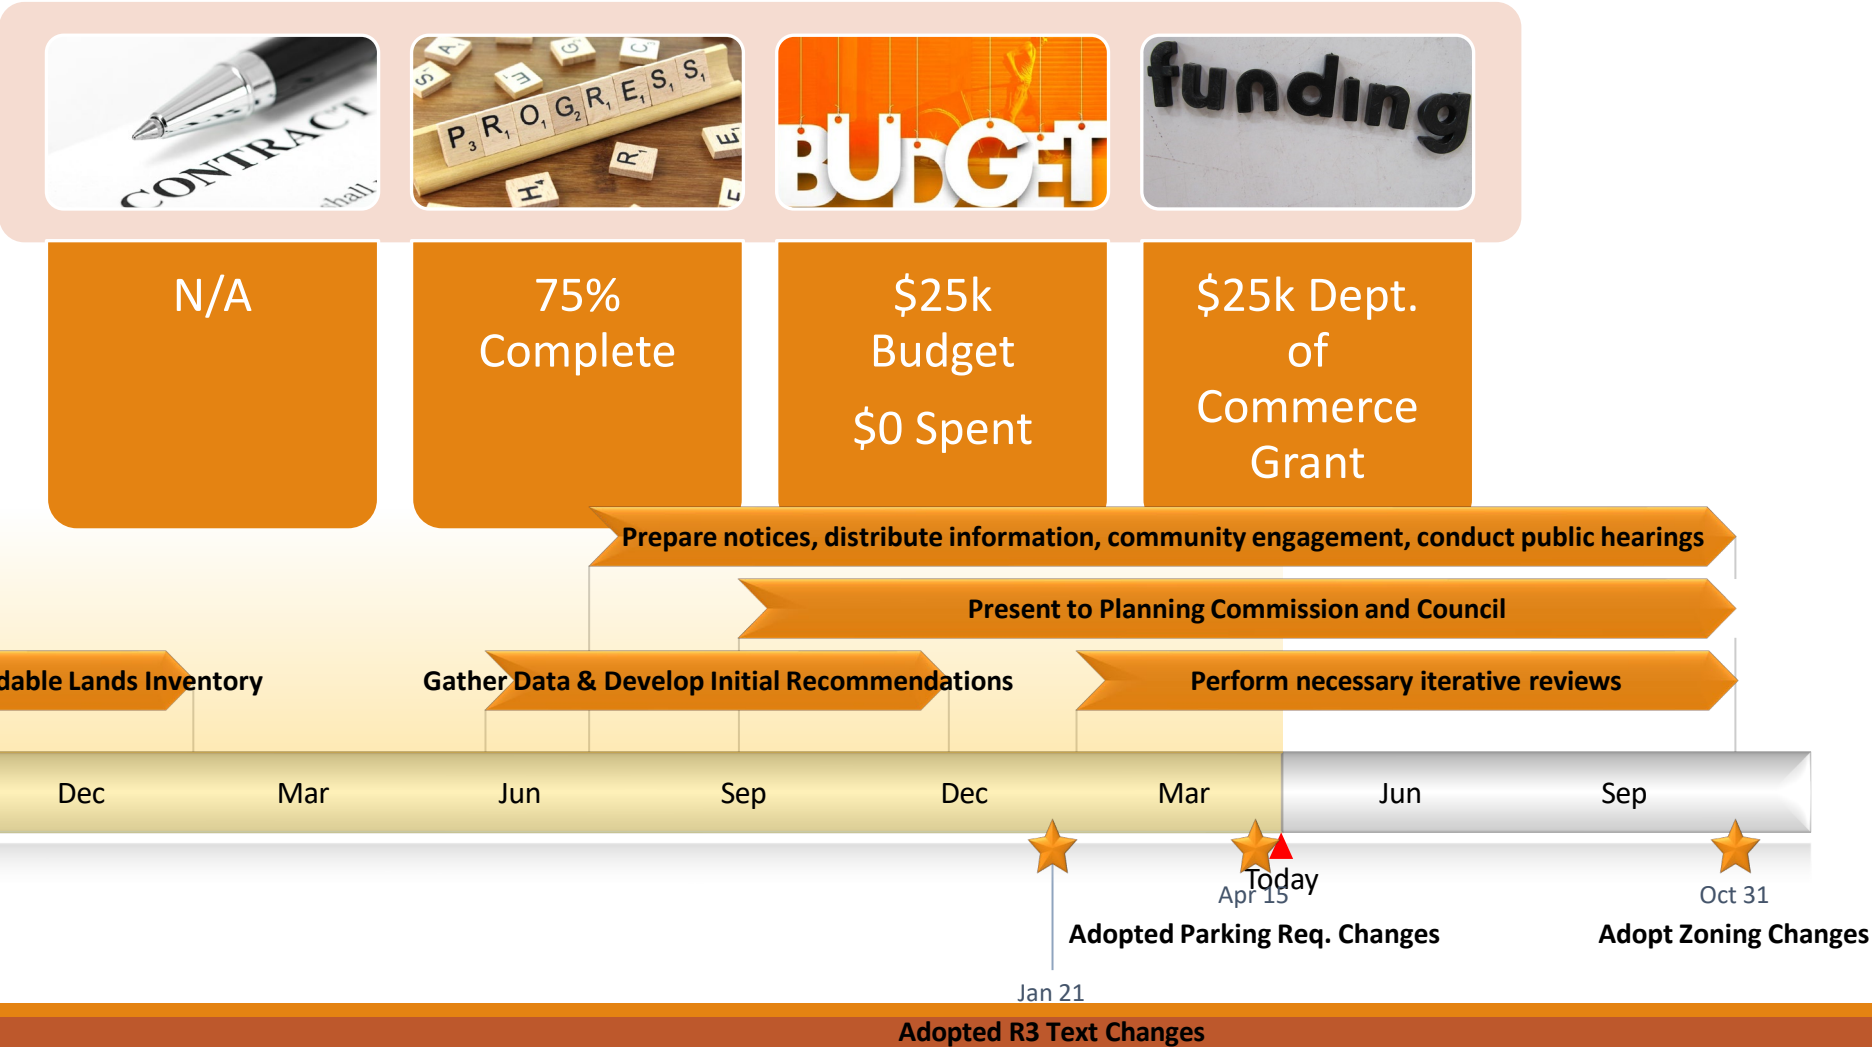 CONTRACT
shall
PROGRESS
BUDGET
funding
N/A
75%
Complete
$25k
Budget
$0 Spent
$25k Dept.
of
Commerce
Grant
Prepare notices, distribute information, community engagement, conduct public hearings
Present to Planning Commission and Council
dable Lands Inventory
Gather Data & Develop Initial Recommendations
Perform necessary iterative reviews
Dec Mar Jun Sep Dec Mar Jun Sep
Today
Apr 15
Oct 31
Adopted Parking Req. Changes
Adopt Zoning Changes
Jan 21
Adopted R3 Text Changes